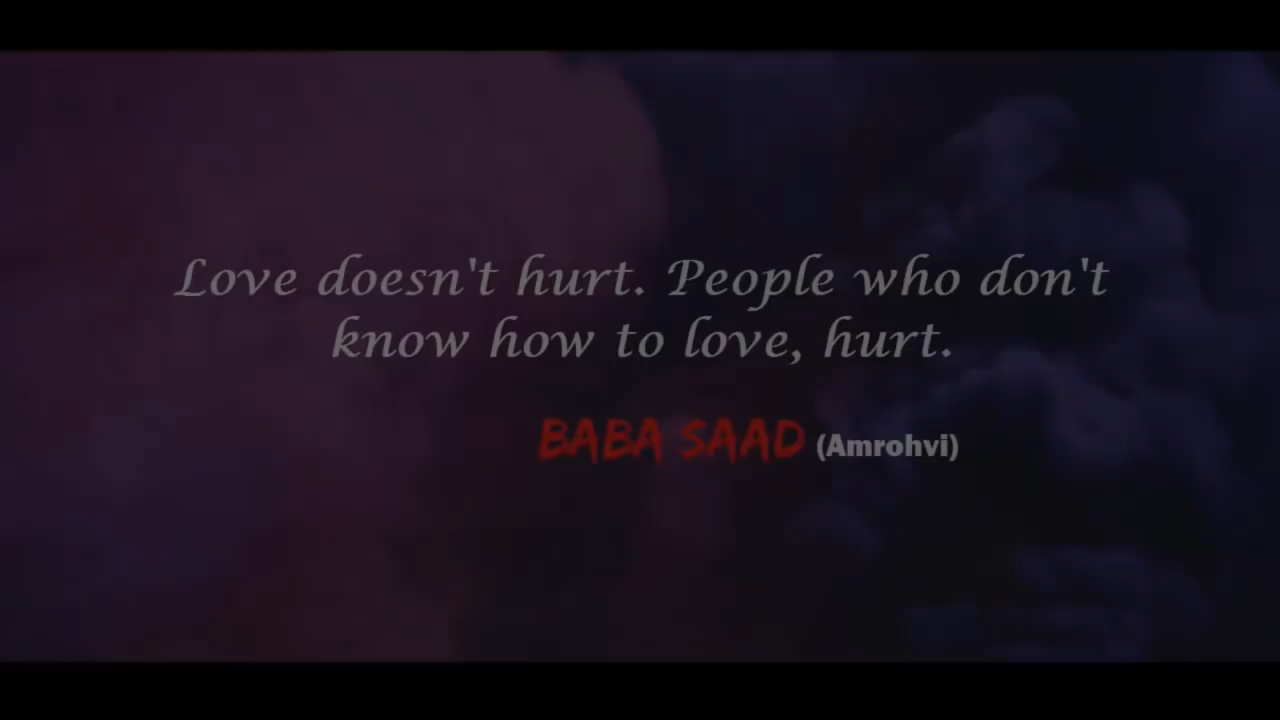 Love doesn't hurt. People who don't
know how to love, hurt.
BABA SAAD (Amrohvi)